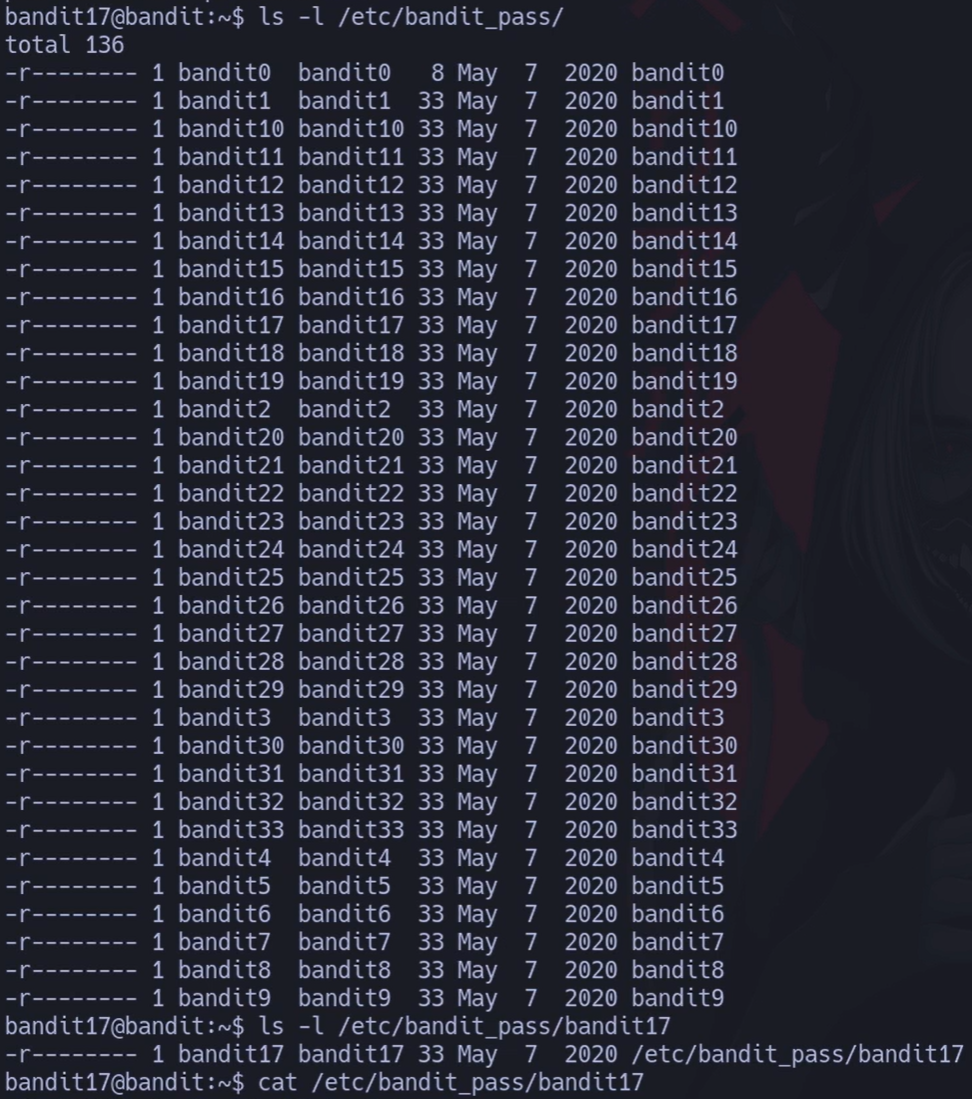 bandit17@bandit:~$ ls -l /etc/bandit_pass/
total 136
-r-------- 1 bandit0  bandit0   8 May  7  2020 bandit0
-r-------- 1 bandit1  bandit1  33 May  7  2020 bandit1
-r-------- 1 bandit10 bandit10 33 May  7  2020 bandit10
-r-------- 1 bandit11 bandit11 33 May  7  2020 bandit11
-r-------- 1 bandit12 bandit12 33 May  7  2020 bandit12
-r-------- 1 bandit13 bandit13 33 May  7  2020 bandit13
-r-------- 1 bandit14 bandit14 33 May  7  2020 bandit14
-r-------- 1 bandit15 bandit15 33 May  7  2020 bandit15
-r-------- 1 bandit16 bandit16 33 May  7  2020 bandit16
-r-------- 1 bandit17 bandit17 33 May  7  2020 bandit17
-r-------- 1 bandit18 bandit18 33 May  7  2020 bandit18
-r-------- 1 bandit19 bandit19 33 May  7  2020 bandit19
-r-------- 1 bandit2  bandit2  33 May  7  2020 bandit2
-r-------- 1 bandit20 bandit20 33 May  7  2020 bandit20
-r-------- 1 bandit21 bandit21 33 May  7  2020 bandit21
-r-------- 1 bandit22 bandit22 33 May  7  2020 bandit22
-r-------- 1 bandit23 bandit23 33 May  7  2020 bandit23
-r-------- 1 bandit24 bandit24 33 May  7  2020 bandit24
-r-------- 1 bandit25 bandit25 33 May  7  2020 bandit25
-r-------- 1 bandit26 bandit26 33 May  7  2020 bandit26
-r-------- 1 bandit27 bandit27 33 May  7  2020 bandit27
-r-------- 1 bandit28 bandit28 33 May  7  2020 bandit28
-r-------- 1 bandit29 bandit29 33 May  7  2020 bandit29
-r-------- 1 bandit3  bandit3  33 May  7  2020 bandit3
-r-------- 1 bandit30 bandit30 33 May  7  2020 bandit30
-r-------- 1 bandit31 bandit31 33 May  7  2020 bandit31
-r-------- 1 bandit32 bandit32 33 May  7  2020 bandit32
-r-------- 1 bandit33 bandit33 33 May  7  2020 bandit33
-r-------- 1 bandit4  bandit4  33 May  7  2020 bandit4
-r-------- 1 bandit5  bandit5  33 May  7  2020 bandit5
-r-------- 1 bandit6  bandit6  33 May  7  2020 bandit6
-r-------- 1 bandit7  bandit7  33 May  7  2020 bandit7
-r-------- 1 bandit8  bandit8  33 May  7  2020 bandit8
-r-------- 1 bandit9  bandit9  33 May  7  2020 bandit9
bandit17@bandit:~$ ls -l /etc/bandit_pass/bandit17
-r-------- 1 bandit17 bandit17 33 May  7  2020 /etc/bandit_pass/bandit17
bandit17@bandit:~$ cat /etc/bandit_pass/bandit17